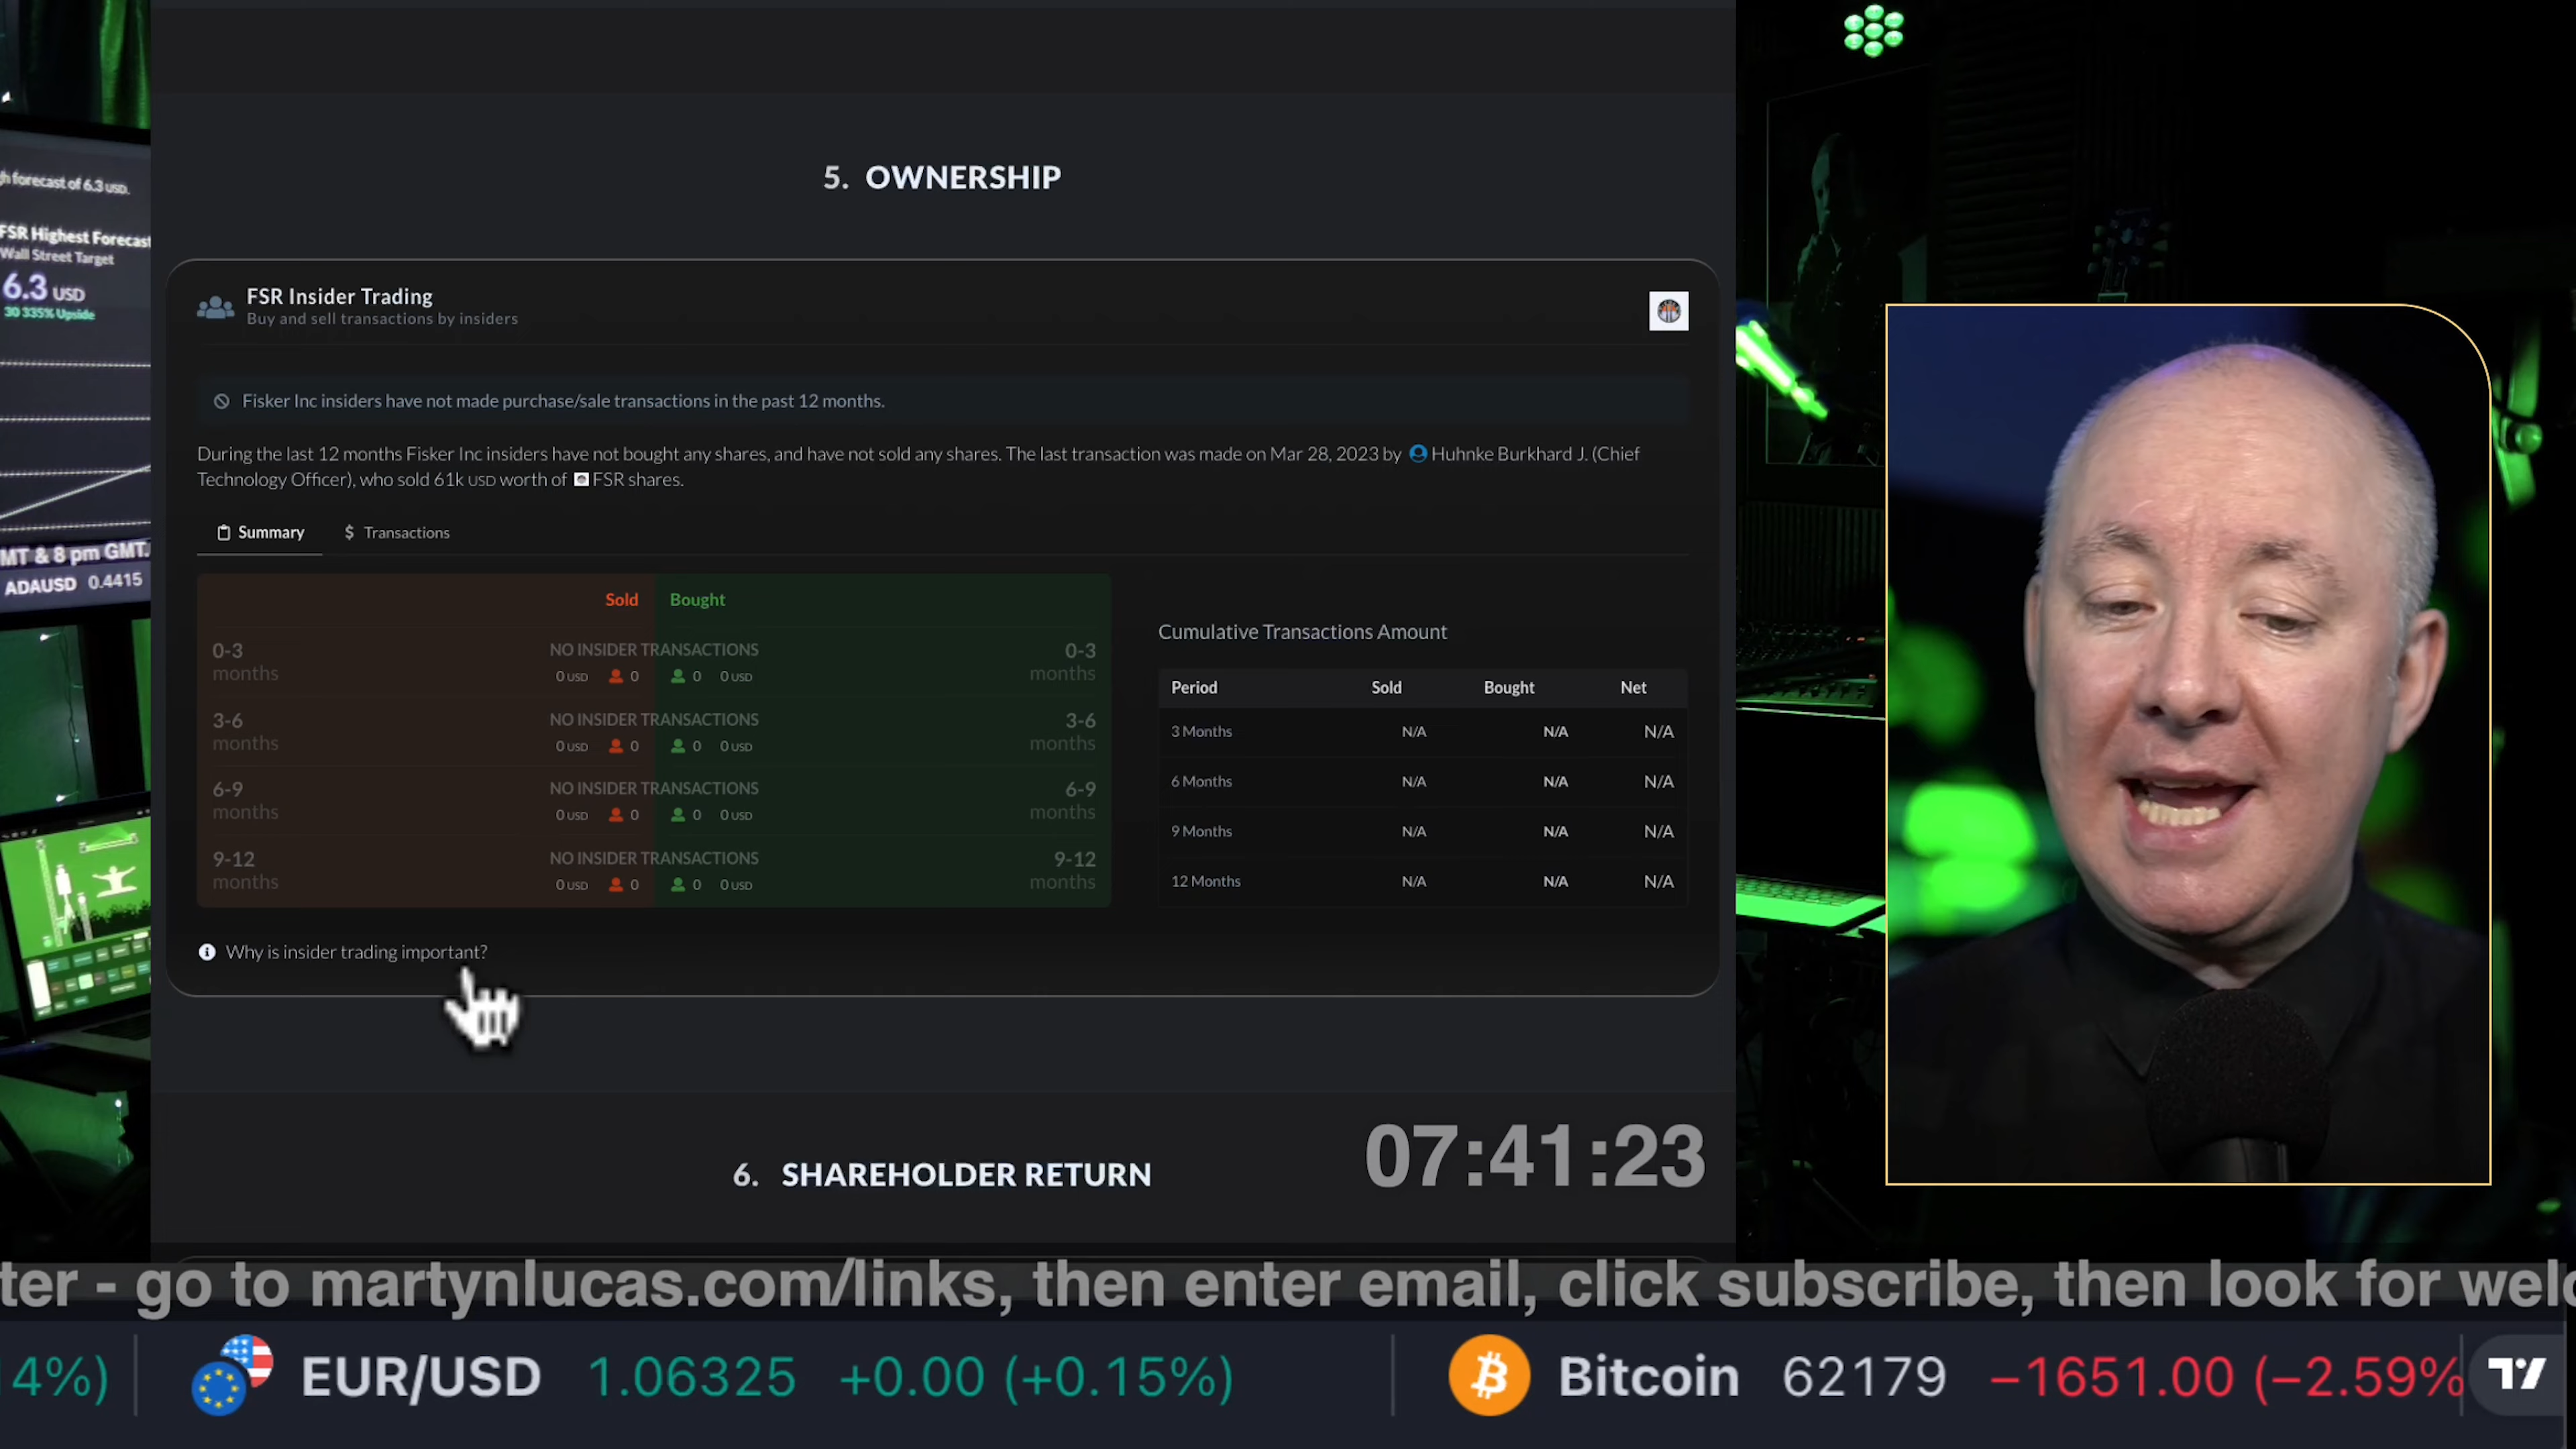 5. OWNERSHIP
h forecast of 6.3 USD.
FSR Highest Forecast
Wall Street Target
6.3 USD
30 335% Upside
MT & 8 pm GMT.
ADAUSD 0.4415
FSR Insider Trading
Buy and sell transactions by insiders
Fisker Inc insiders have not made purchase/sale transactions in the past 12 months.
During the last 12 months Fisker Inc insiders have not bought any shares, and have not sold any shares. The last transaction was made on Mar 28, 2023 by Huhnke Burkhard J. (Chief
Technology Officer), who sold 61k USD worth of FSR shares.
Summary $ Transactions
Sold Bought
0-3 NO INSIDER TRANSACTIONS 0-3
months 0 USD 0 0 0 USD months
3-6 NO INSIDER TRANSACTIONS 3-6
months 0 USD 0 0 0 USD months
6-9 NO INSIDER TRANSACTIONS 6-9
months 0 USD 0 0 0 USD months
9-12 NO INSIDER TRANSACTIONS 9-12
months 0 USD 0 0 0 USD months
Cumulative Transactions Amount
Period Sold Bought Net
3 Months N/A N/A N/A
6 Months N/A N/A N/A
9 Months N/A N/A N/A
12 Months N/A N/A N/A
Why is insider trading important?
6. SHAREHOLDER RETURN
07:41:23
ter - go to martynlucas.com/links, then enter email, click subscribe, then look for welc
4%) EUR/USD 1.06325 +0.00 (+0.15%) Bitcoin 62179 −1651.00 (−2.59%